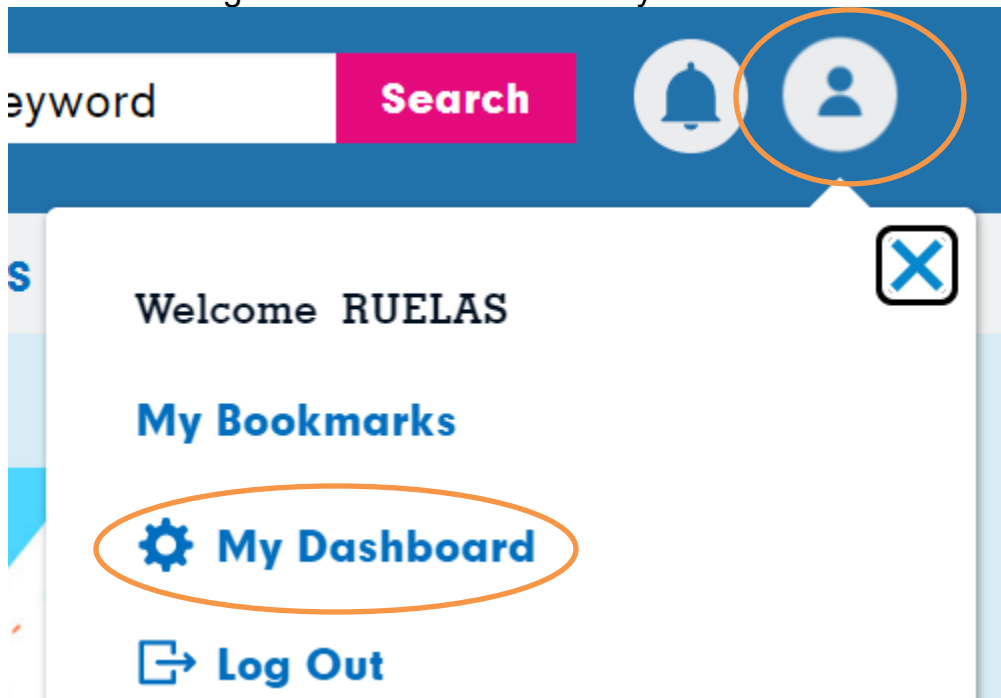 eyword
Search
S
Welcome RUELAS
My Bookmarks
My Dashboard
Log Out